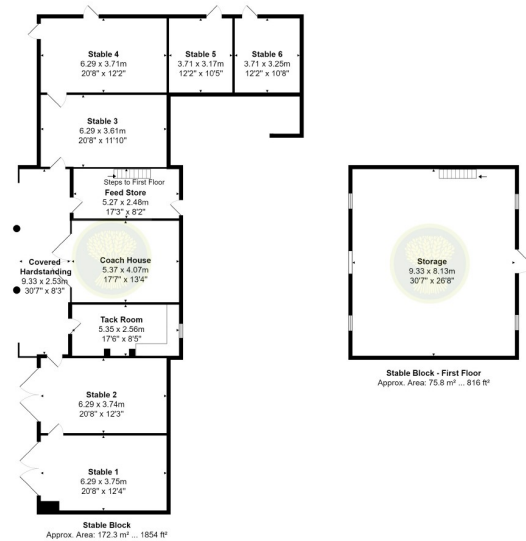 Stable 4
6.29 x 3.71m
20'8" x 12'2"
Stable 5
3.71 x 3.17m
12'2" x 10'5"
Stable 6
3.71 x 3.25m
12'2" x 10'8"
Stable 3
6.29 x 3.61m
20'8" x 11'10"
Steps to First Floor
Feed Store
5.27 x 2.48m
17'3" x 8'2"
Covered
Hardstanding
9.33 x 2.53m
30'7" x 8'3"
Coach House
5.37 x 4.07m
17'7" x 13'4"
Tack Room
5.35 x 2.56m
17'6" x 8'5"
Stable 2
6.29 x 3.74m
20'8" x 12'3"
Stable 1
6.29 x 3.75m
20'8" x 12'4"
Stable Block
Approx. Area: 172.3 m² ... 1854 ft²
Storage
9.33 x 8.13m
30'7" x 26'8"
Stable Block - First Floor
Approx. Area: 75.8 m² ... 816 ft²